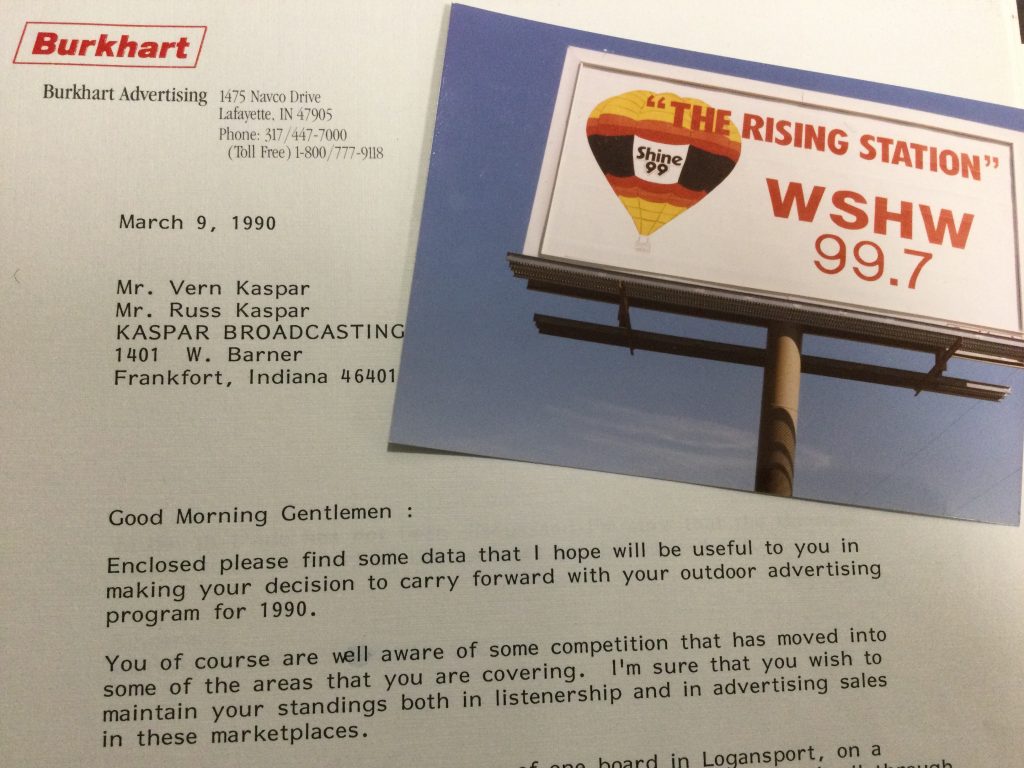 Burkhart
Burkhart Advertising
1475 Navco Drive
Lafayette, IN 47905
Phone: 317/447-7000
(Toll Free) 1-800/777-9118
"THE RISING STATION"
Shine
99
WSHW
99.7
March 9, 1990
Mr. Vern Kaspar
Mr. Russ Kaspar
KASPAR BROADCASTING
1401 W. Barner
Frankfort, Indiana 46401
Good Morning Gentlemen :
Enclosed please find some data that I hope will be useful to you in
making your decision to carry forward with your outdoor advertising
program for 1990.
You of course are well aware of some competition that has moved into
some of the areas that you are covering. I'm sure that you wish to
maintain your standings both in listenership and in advertising sales
in these marketplaces.
of one board in Logansport, on a